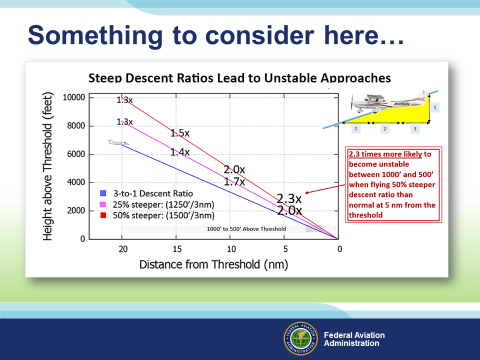 Something to consider here…
Steep Descent Ratios Lead to Unstable Approaches
Height above Threshold (feet)
10000
8000
6000
4000
2000
0
1.3x
1.3x
1.5x
1.4x
2.0x
1.7x
2.3x
2.0x
3-to-1 Descent Ratio
25% steeper: (1250'/3nm)
50% steeper: (1500'/3nm)
1000' to 500' Above Threshold
20
15
10
5
0
Distance from Threshold (nm)
1
1
2
3
2.3 times more likely to
become unstable
between 1000' and 500'
when flying 50% steeper
descent ratio than
normal at 5 nm from the
threshold
Federal Aviation
Administration